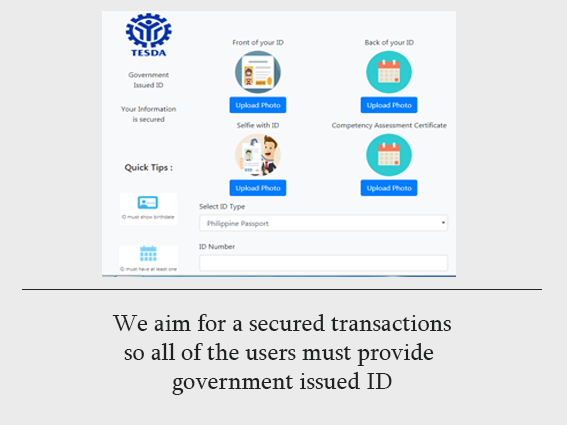 TESDA
Government
Issued ID
Your Information
is secured
Quick Tips :
ID must show birthdate
ID must have at least one
Front of your ID
Back of your ID
Upload Photo
Upload Photo
Selfie with ID
Competency Assessment Certificate
Upload Photo
Upload Photo
Select ID Type
Philippine Passport
ID Number
We aim for a secured transactions
so all of the users must provide
government issued ID